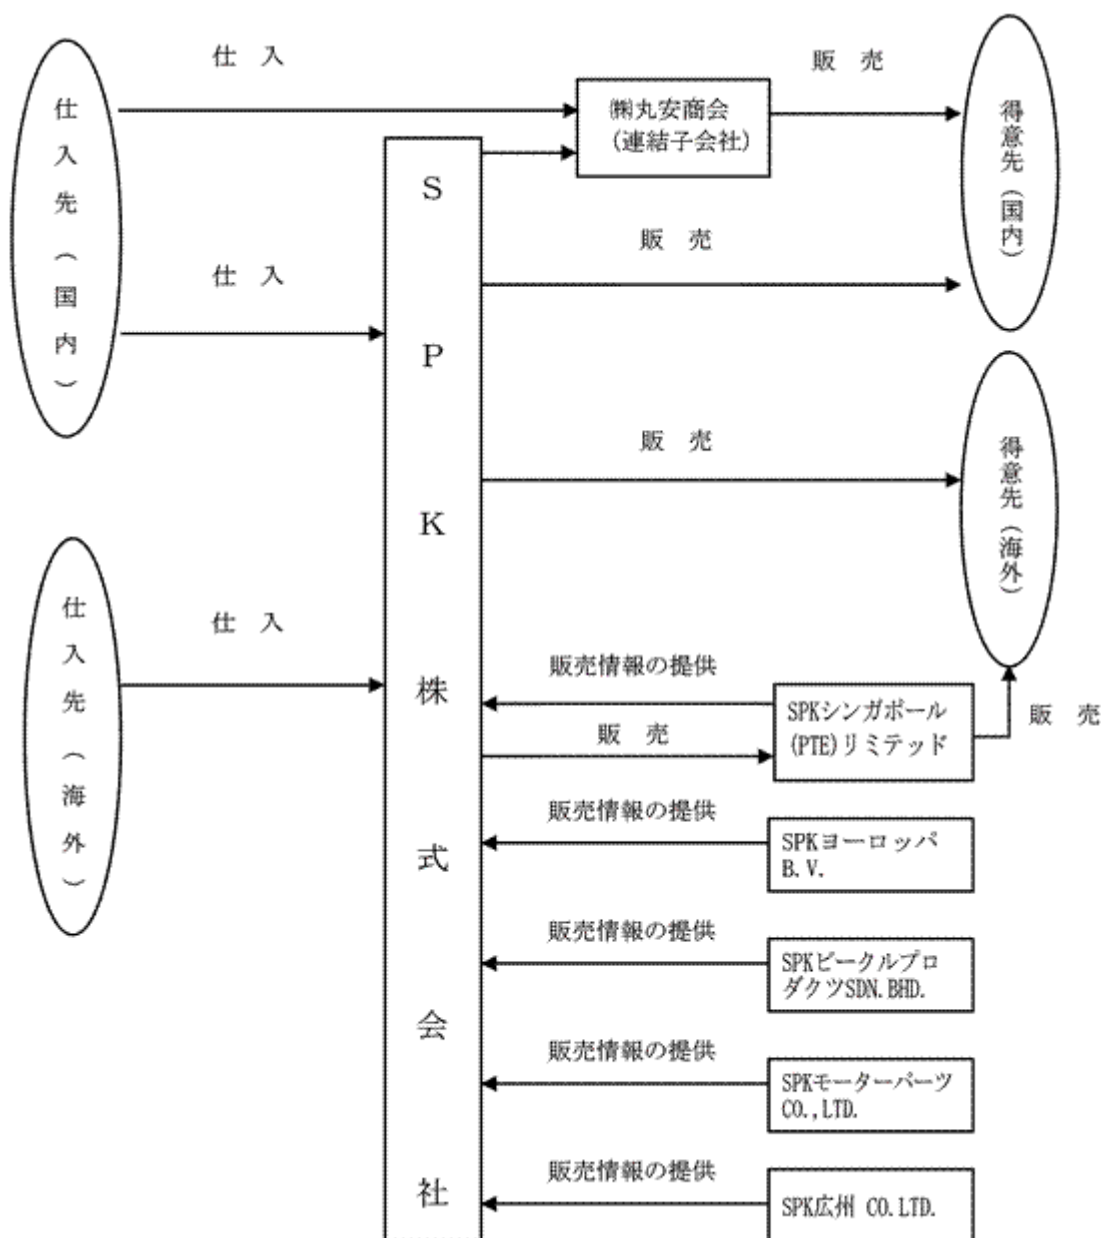 仕 入
販 売
仕入先（国内）
㈱丸安商会
(連結子会社)
得意先(国内)
販 売
仕 入
SPK株式会社
販 売
得意先(海外)
仕入先（海外）
仕 入
販売情報の提供
SPKシンガポール
(PTE)リミテッド
販 売
販 売
販売情報の提供
SPKヨーロッパ
B.V.
販売情報の提供
SPKビークルプロ
ダクツSDN.BHD.
販売情報の提供
SPKモーターパーツ
CO.,LTD.
販売情報の提供
SPK広州 CO.LTD.